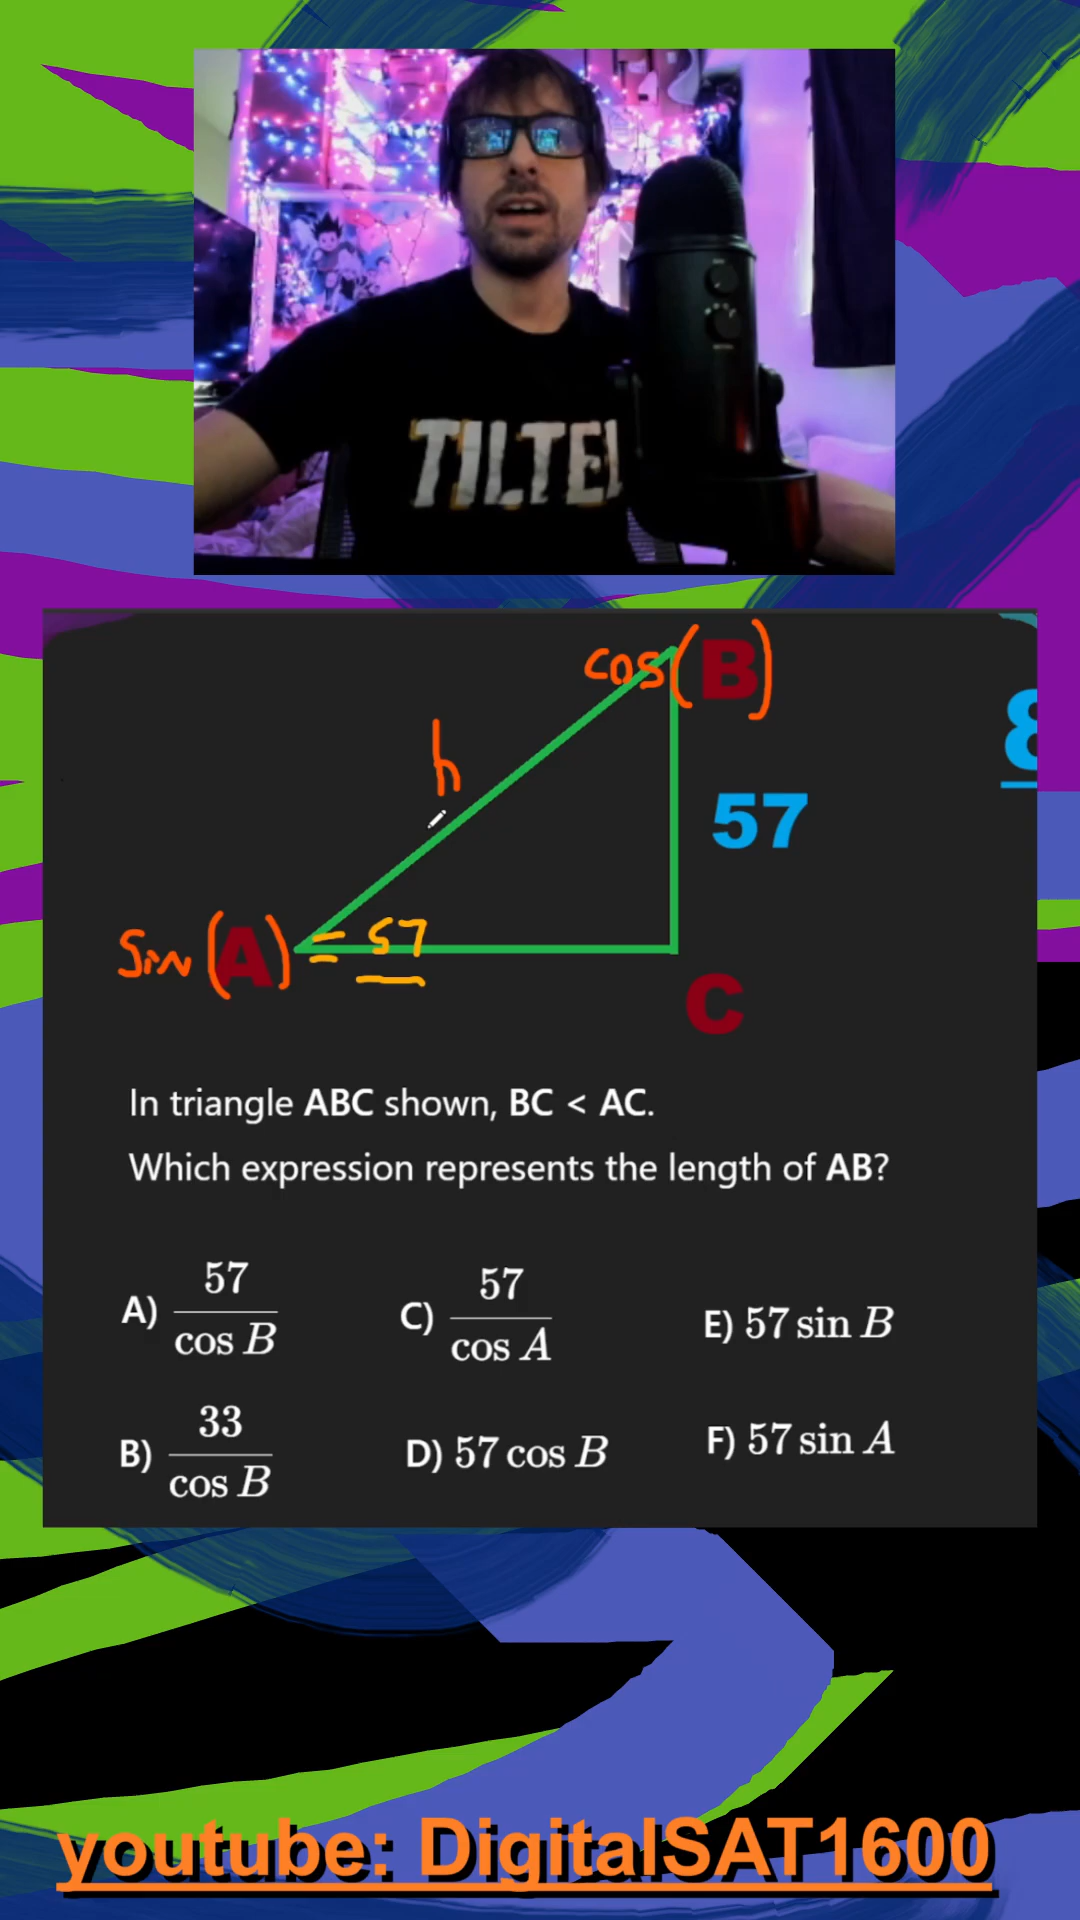 TILTE
cos(B)
h
8
57
sin(A) = 57
C
In triangle ABC shown, BC < AC.
Which expression represents the length of AB?
A) 57/cos B
C) 57/cos A
E) 57 sin B
B) 33/cos B
D) 57 cos B
F) 57 sin A
youtube: DigitalSAT1600